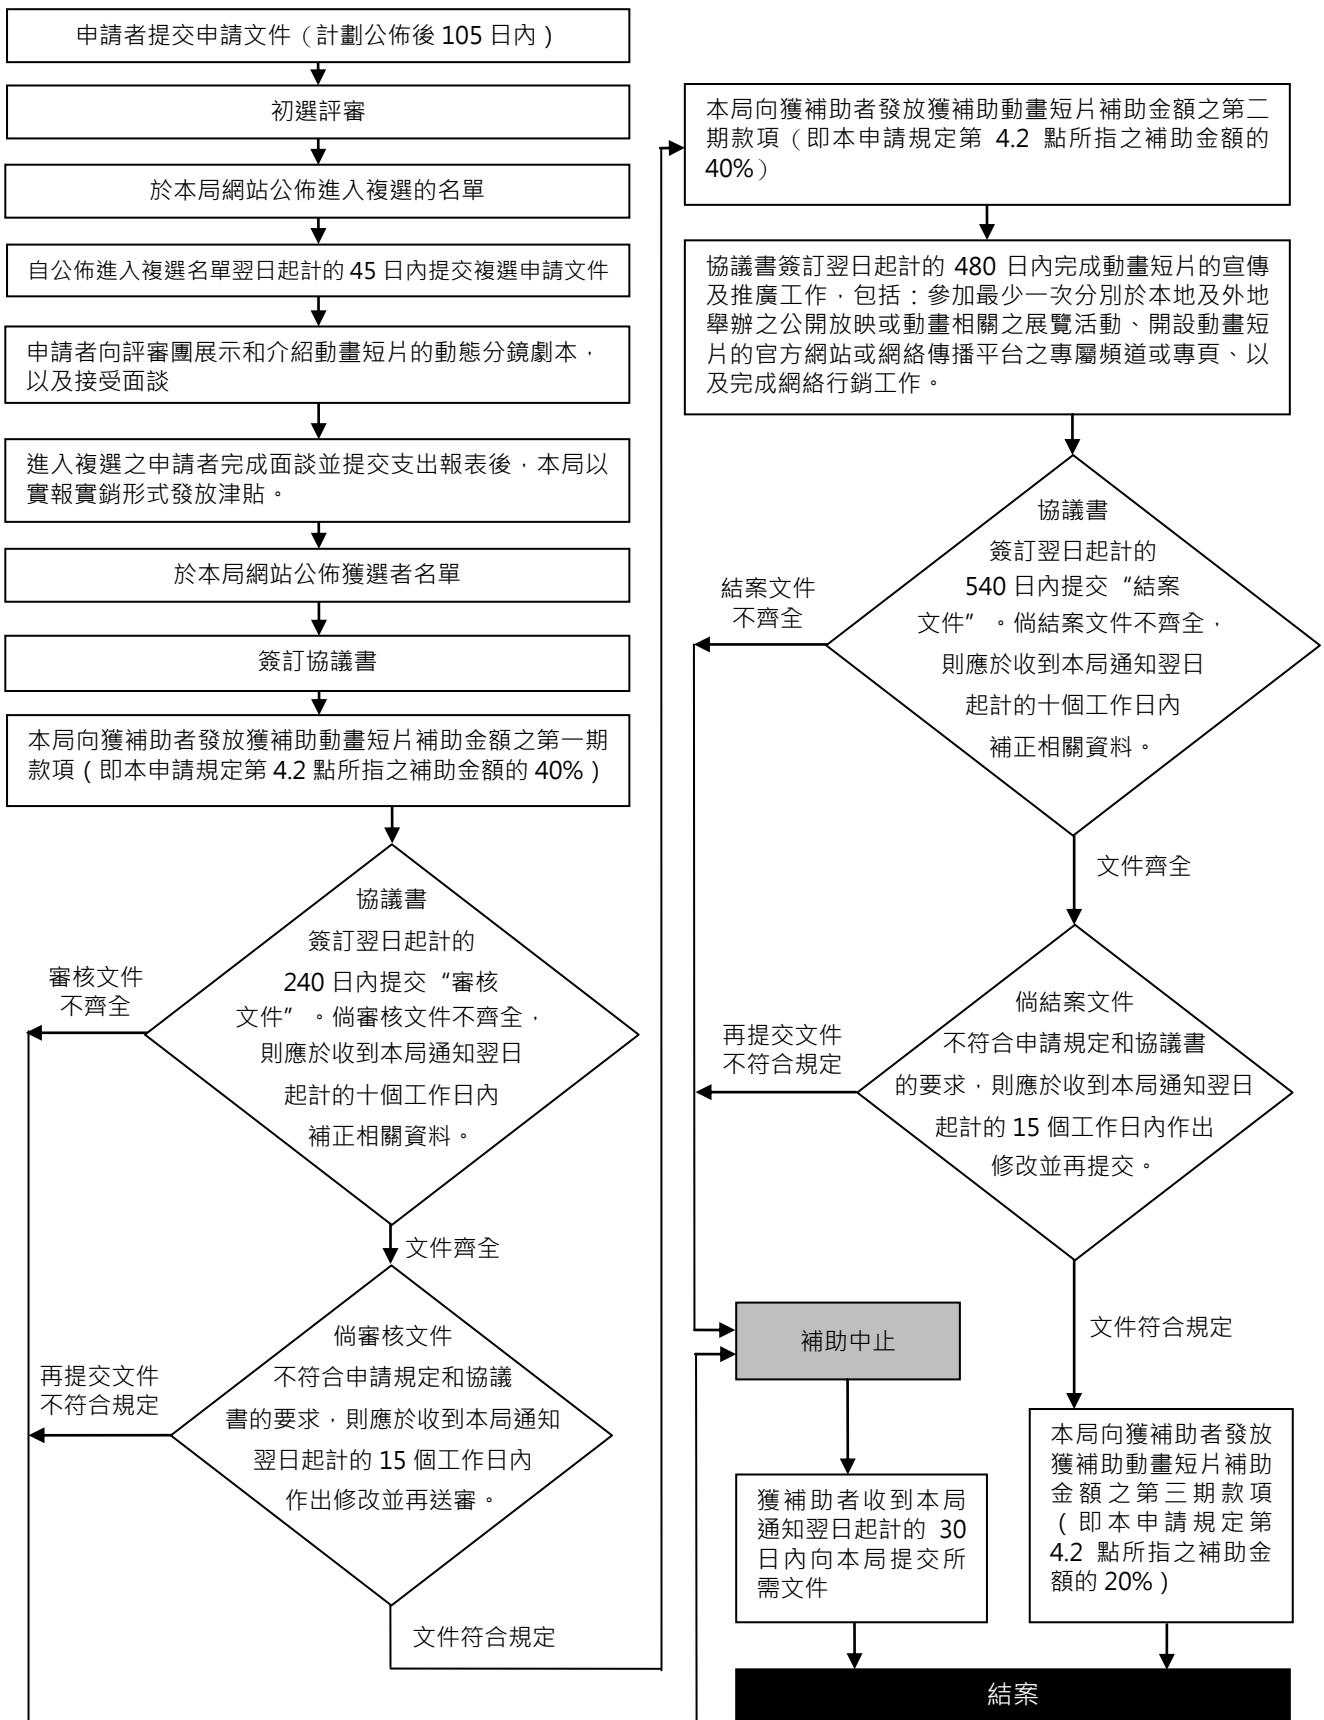 申請者提交申請文件（計劃公佈後 105 日內）
初選評審
於本局網站公佈進入複選的名單
自公佈進入複選名單翌日起計的 45 日內提交複選申請文件
申請者向評審團展示和介紹動畫短片的動態分鏡劇本，
以及接受面談
進入複選之申請者完成面談並提交支出報表後，本局以
實報實銷形式發放津貼。
於本局網站公佈獲選者名單
簽訂協議書
本局向獲補助者發放獲補助動畫短片補助金額之第一期
款項（即本申請規定第 4.2 點所指之補助金額的 40%）
協議書
簽訂翌日起計的
240 日內提交“審核
文件”。倘審核文件不齊全，
則應於收到本局通知翌日
起計的十個工作日內
補正相關資料。
審核文件
不齊全
文件齊全
倘審核文件
不符合申請規定和協議
書的要求，則應於收到本局通知
翌日起計的 15 個工作日內
作出修改並再送審。
再提交文件
不符合規定
文件符合規定
本局向獲補助者發放獲補助動畫短片補助金額之第二
期款項（即本申請規定第 4.2 點所指之補助金額的
40%）
協議書簽訂翌日起計的 480 日內完成動畫短片的宣傳
及推廣工作，包括：參加最少一次分別於本地及外地
舉辦之公開放映或動畫相關之展覽活動、開設動畫短
片的官方網站或網絡傳播平台之專屬頻道或專頁、以
及完成網絡行銷工作。
協議書
簽訂翌日起計的
540 日內提交“結案
文件”。倘結案文件不齊全，
則應於收到本局通知翌日
起計的十個工作日內
補正相關資料。
結案文件
不齊全
文件齊全
倘結案文件
不符合申請規定和協議書
的要求，則應於收到本局通知翌日
起計的 15 個工作日內作出
修改並再提交。
再提交文件
不符合規定
文件符合規定
補助中止
獲補助者收到本局
通知翌日起計的 30
日內向本局提交所
需文件
本局向獲補助者發放
獲補助動畫短片補助
金額之第三期款項
（即本申請規定第
4.2 點所指之補助金
額的 20%）
結案